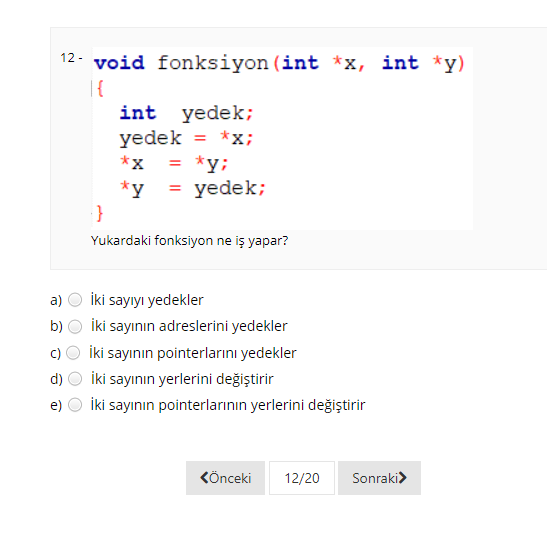 12 - void fonksiyon(int *x, int *y)
{
int yedek;
yedek = *x;
*x = *y;
*y = yedek;
}
Yukardaki fonksiyon ne iş yapar?
a) İki sayıyı yedekler
b) İki sayının adreslerini yedekler
c) İki sayının pointerlarını yedekler
d) İki sayının yerlerini değiştirir
e) İki sayının pointerlarının yerlerini değiştirir
❮Önceki 12/20 Sonraki❯